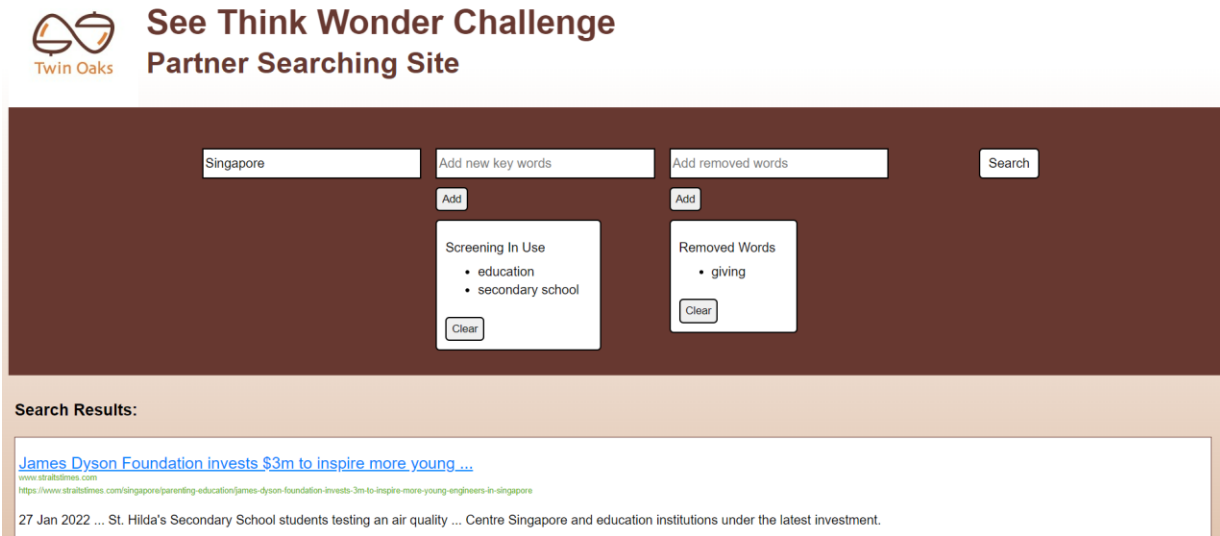 See Think Wonder Challenge
Twin Oaks
Partner Searching Site
Singapore
Add new key words
Add removed words
Search
Add
Add
Screening In Use
• education
• secondary school
Clear
Removed Words
• giving
Clear
Search Results:
James Dyson Foundation invests $3m to inspire more young ...
www.straitstimes.com
https://www.straitstimes.com/singapore/parenting-education/james-dyson-foundation-invests-3m-to-inspire-more-young-engineers-in-singapore
27 Jan 2022 ... St. Hilda's Secondary School students testing an air quality ... Centre Singapore and education institutions under the latest investment.